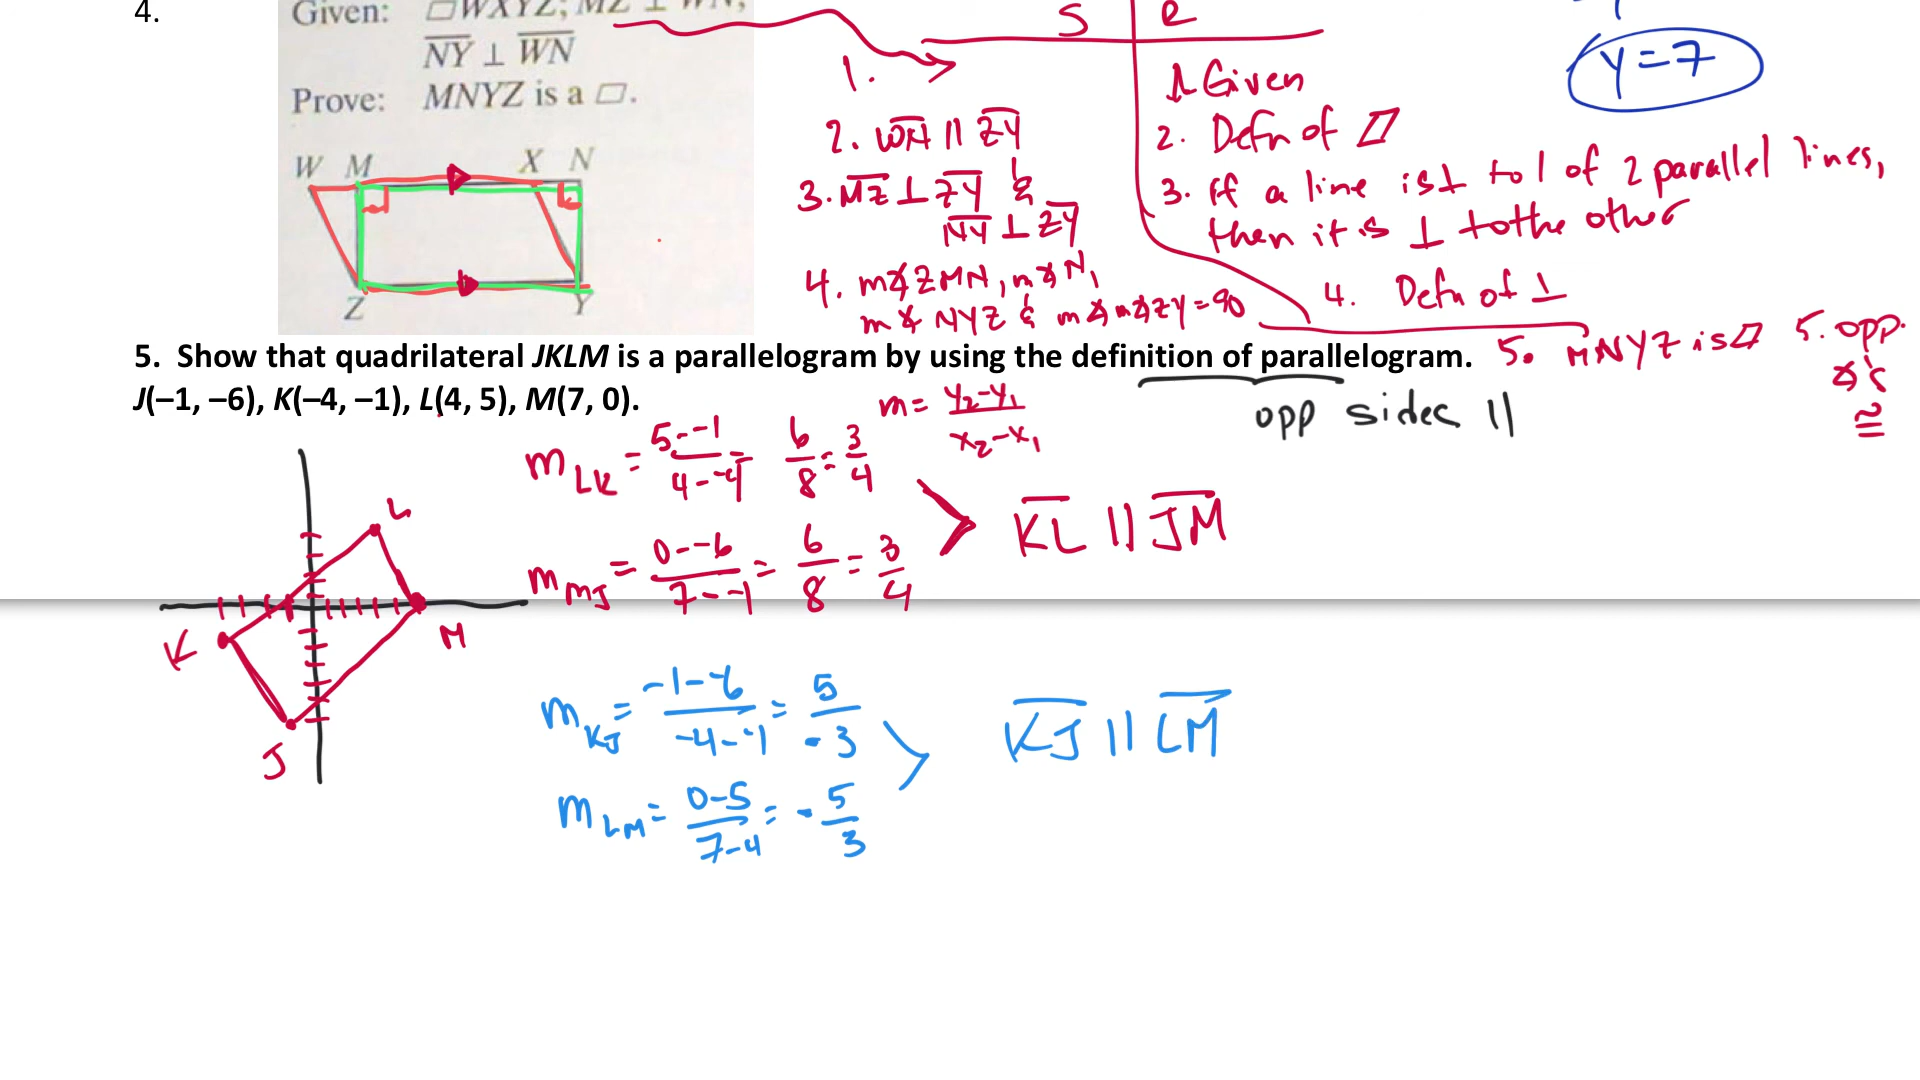 4.
Given: ▱WXYZ; MZ ⊥ WN;
NY ⊥ WN
Prove: MNYZ is a ▱.
W M X N
Z Y
S R
1.
1. Given
2. WN || ZY
2. Defn of ▱
3. MZ ⊥ ZY &
NY ⊥ ZY
3. If a line is ⊥ to 1 of 2 parallel lines,
then it is ⊥ to the other
4. m∡ZMN, m∡N,
m∡NYZ & m∡MZY = 90
4. Defn of ⊥
5. MNYZ is ▱
5. opp.
∡'s
≅
y = 7
5. Show that quadrilateral JKLM is a parallelogram by using the definition of parallelogram.
J(–1, –6), K(–4, –1), L(4, 5), M(7, 0).
opp sides ||
m = y₂-y₁/x₂-x₁
m LK = 5--1/4--4 = 6/8 = 3/4
m MJ = 0--6/7--1 = 6/8 = 3/4
> KL || JM
L
K
M
J
m KJ = -1--6/-4--1 = 5/-3
m LM = 0-5/7-4 = -5/3
> KJ || LM